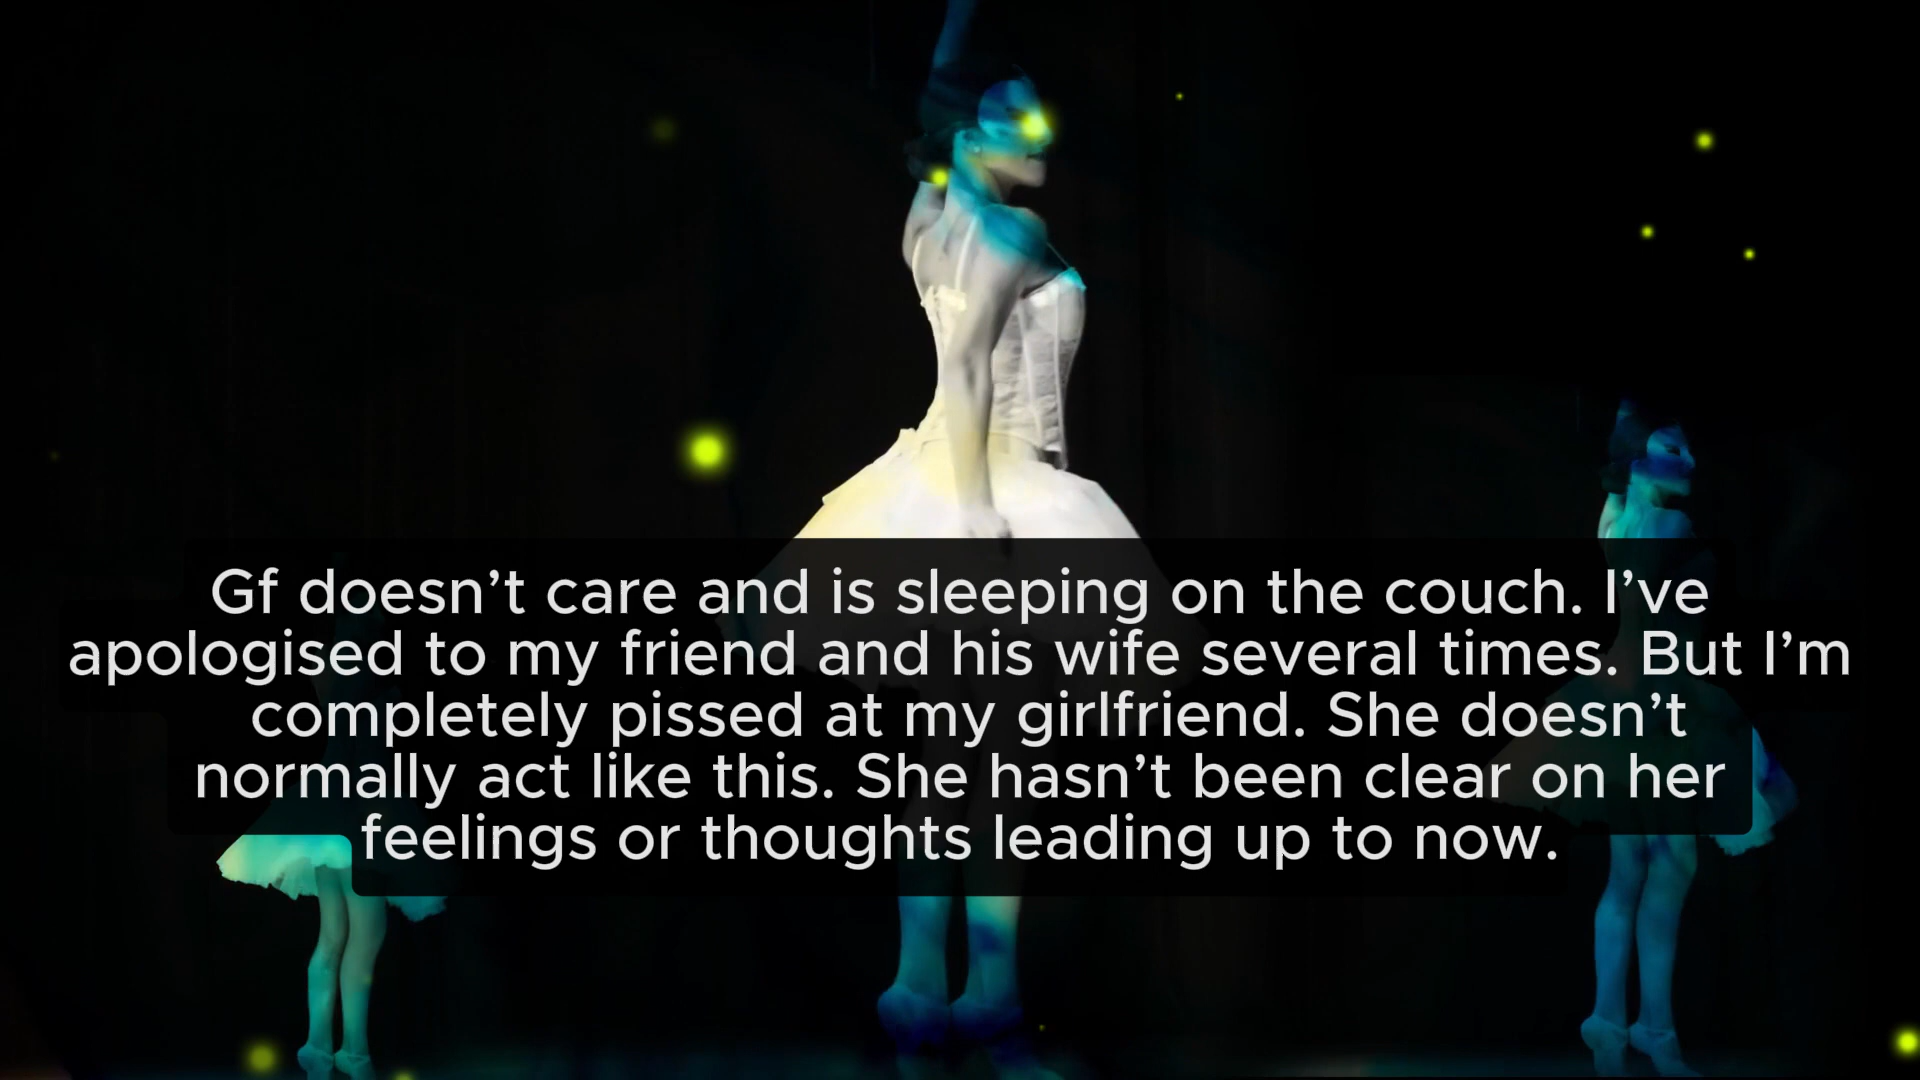 Gf doesn’t care and is sleeping on the couch. I’ve
apologised to my friend and his wife several times. But I’m
completely pissed at my girlfriend. She doesn’t
normally act like this. She hasn’t been clear on her
feelings or thoughts leading up to now.